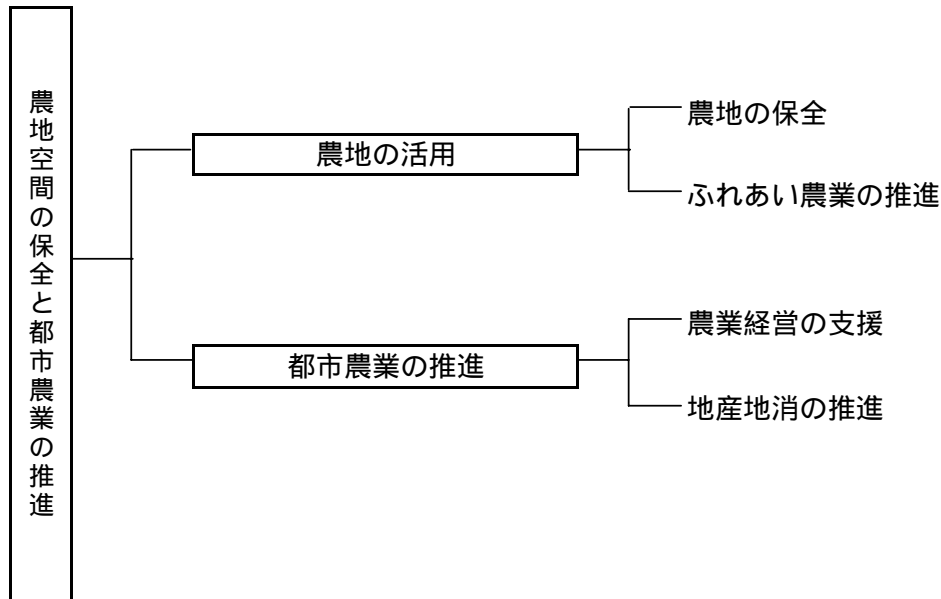 農地空間の保全と都市農業の推進
農地の活用
農地の保全
ふれあい農業の推進
都市農業の推進
農業経営の支援
地産地消の推進